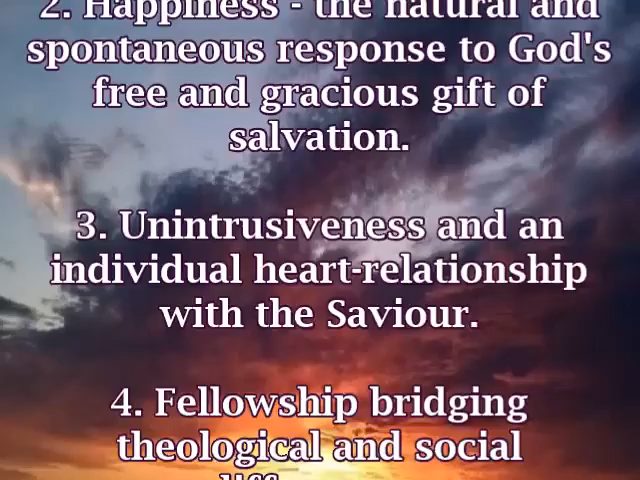 2. Happiness - the natural and
spontaneous response to God's
free and gracious gift of
salvation.
3. Unintrusiveness and an
individual heart-relationship
with the Saviour.
4. Fellowship bridging
theological and social